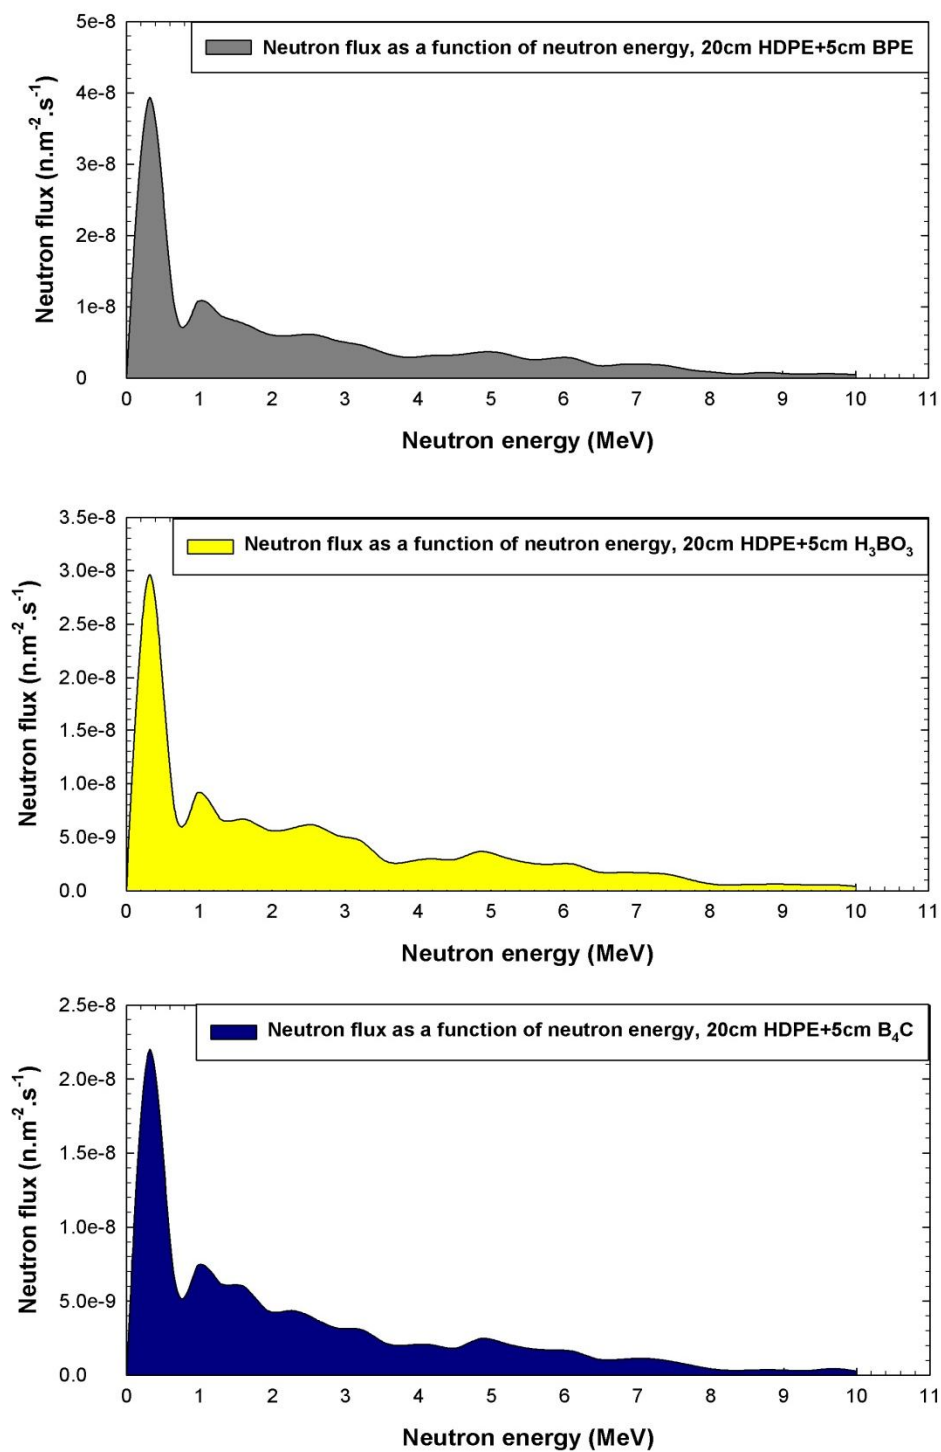 Neutron flux as a function of neutron energy, 20cm HDPE+5cm BPE
Neutron flux (n.m⁻².s⁻¹)
5e-8
4e-8
3e-8
2e-8
1e-8
0
0 1 2 3 4 5 6 7 8 9 10 11
Neutron energy (MeV)
Neutron flux as a function of neutron energy, 20cm HDPE+5cm H₃BO₃
Neutron flux (n.m⁻².s⁻¹)
3.5e-8
3.0e-8
2.5e-8
2.0e-8
1.5e-8
1.0e-8
5.0e-9
0.0
0 1 2 3 4 5 6 7 8 9 10 11
Neutron energy (MeV)
Neutron flux as a function of neutron energy, 20cm HDPE+5cm B₄C
Neutron flux (n.m⁻².s⁻¹)
2.5e-8
2.0e-8
1.5e-8
1.0e-8
5.0e-9
0.0
0 1 2 3 4 5 6 7 8 9 10 11
Neutron energy (MeV)